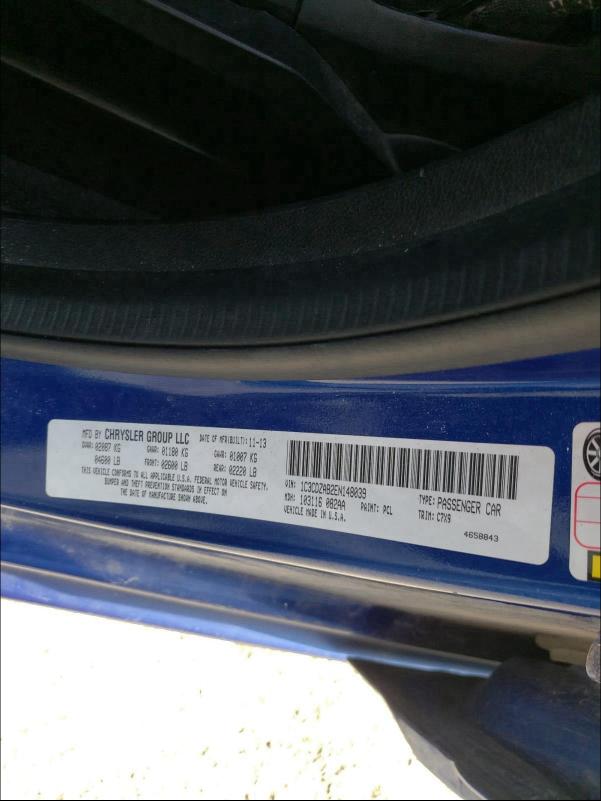 MFD BY CHRYSLER GROUP LLC DATE OF MFR(BUILT): 11-13
GVWR: 02087 KG GAWR: 01180 KG GAWR: 01007 KG
04600 LB FRONT: 02600 LB REAR: 02220 LB
THIS VEHICLE CONFORMS TO ALL APPLICABLE U.S.A. FEDERAL MOTOR VEHICLE SAFETY,
BUMPER AND THEFT PREVENTION STANDARDS IN EFFECT ON
THE DATE OF MANUFACTURE SHOWN ABOVE.
VIN: 1C3CDZAB2EN148039 TYPE: PASSENGER CAR
MDH: 103116 082AA PAINT: PCL TRIM: C7X9
VEHICLE MADE IN U.S.A.
4658843